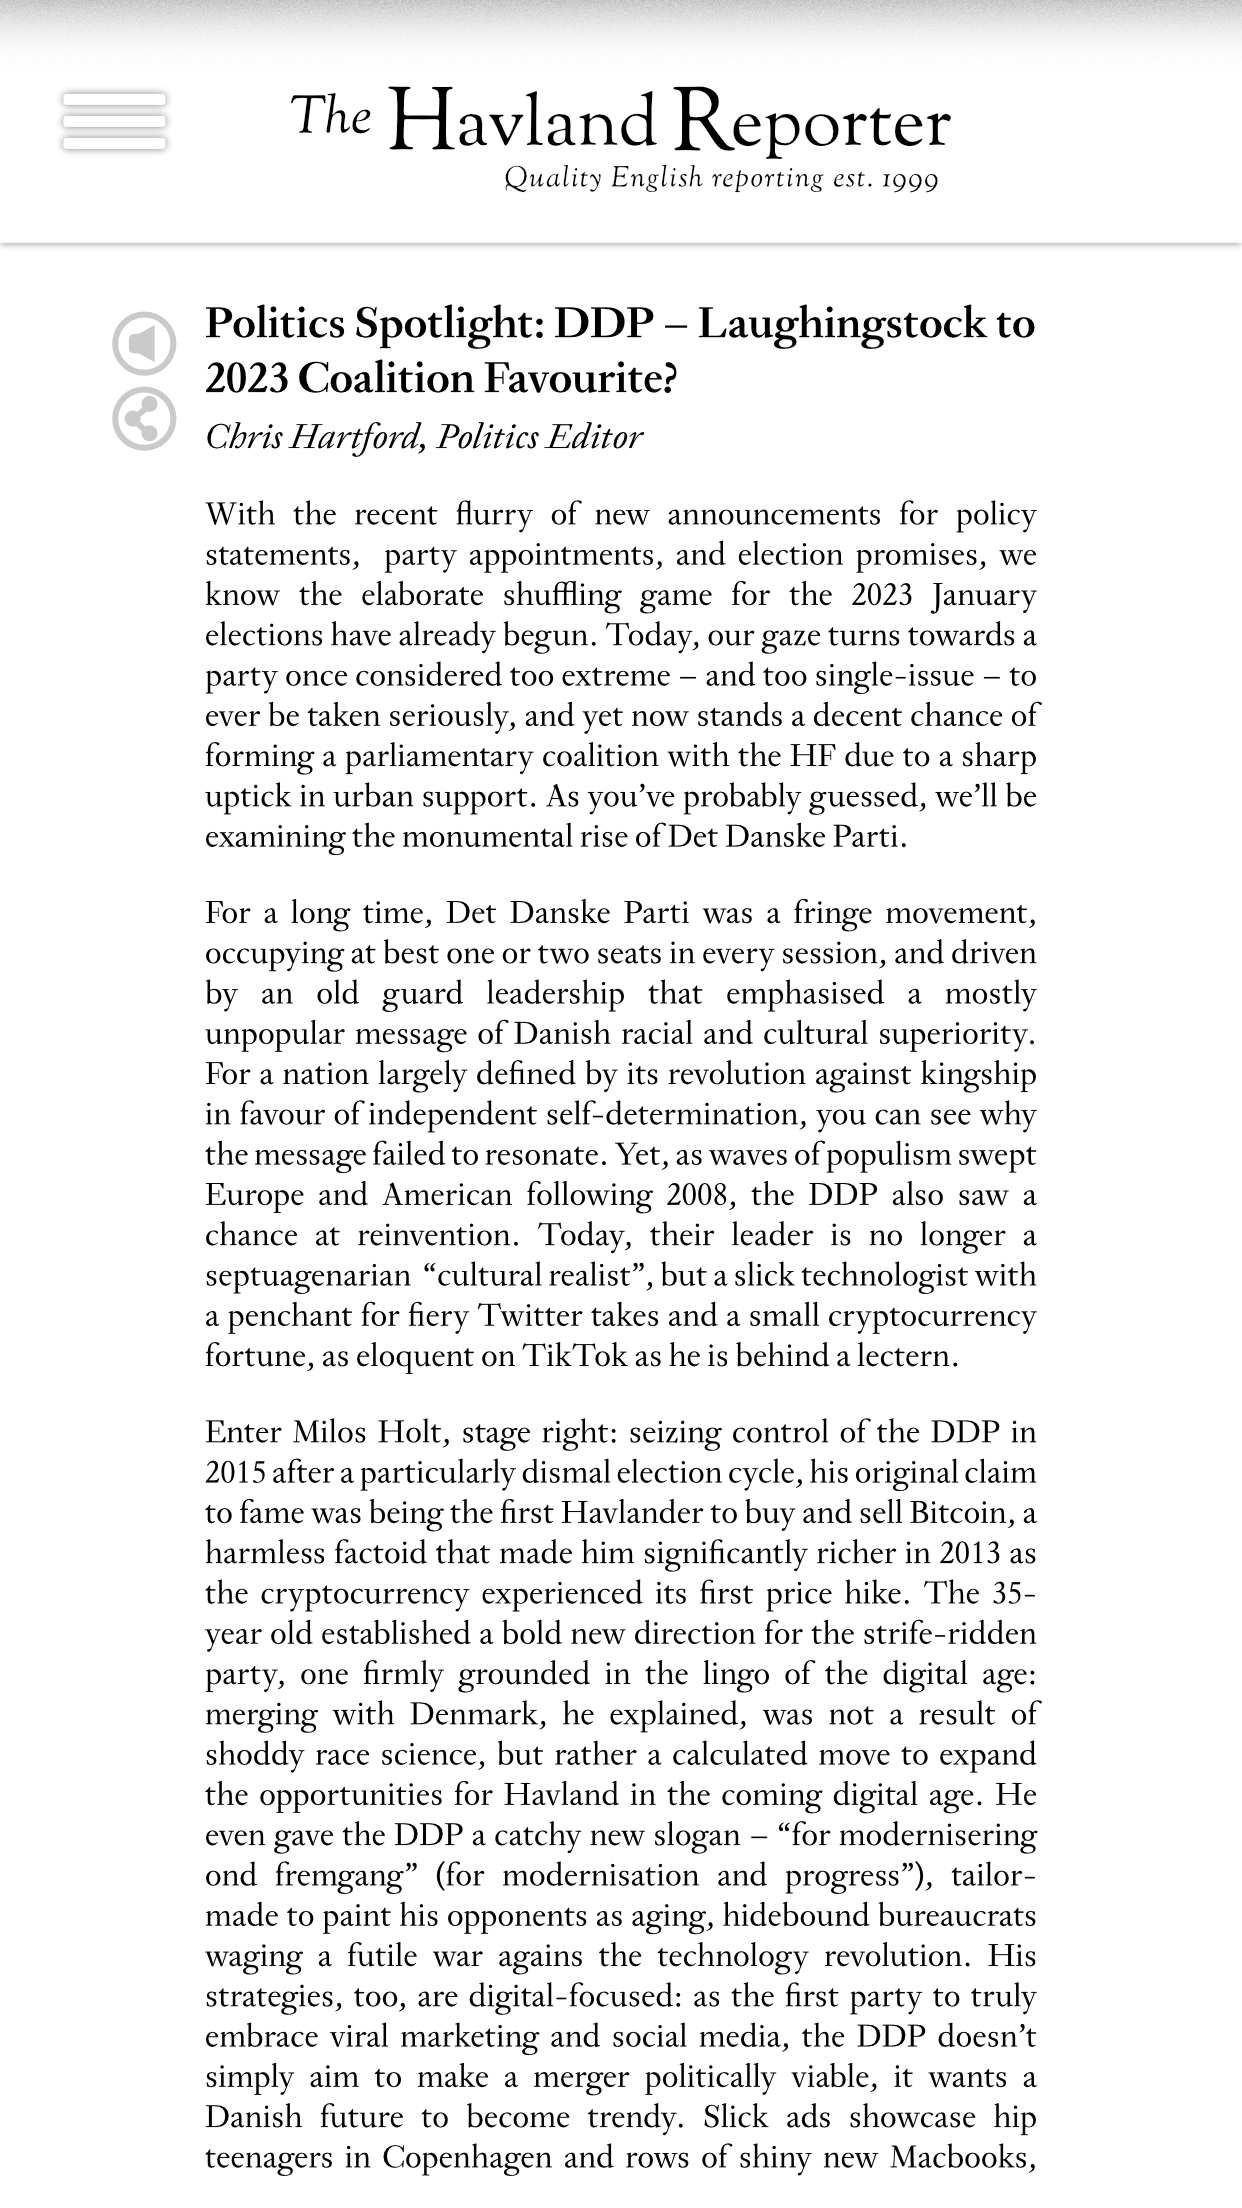 The Havland Reporter
Quality English reporting est. 1999
Politics Spotlight: DDP – Laughingstock to
2023 Coalition Favourite?
Chris Hartford, Politics Editor
With the recent flurry of new announcements for policy
statements, party appointments, and election promises, we
know the elaborate shuffling game for the 2023 January
elections have already begun. Today, our gaze turns towards a
party once considered too extreme – and too single-issue – to
ever be taken seriously, and yet now stands a decent chance of
forming a parliamentary coalition with the HF due to a sharp
uptick in urban support. As you’ve probably guessed, we’ll be
examining the monumental rise of Det Danske Parti.
For a long time, Det Danske Parti was a fringe movement,
occupying at best one or two seats in every session, and driven
by an old guard leadership that emphasised a mostly
unpopular message of Danish racial and cultural superiority.
For a nation largely defined by its revolution against kingship
in favour of independent self-determination, you can see why
the message failed to resonate. Yet, as waves of populism swept
Europe and American following 2008, the DDP also saw a
chance at reinvention. Today, their leader is no longer a
septuagenarian “cultural realist”, but a slick technologist with
a penchant for fiery Twitter takes and a small cryptocurrency
fortune, as eloquent on TikTok as he is behind a lectern.
Enter Milos Holt, stage right: seizing control of the DDP in
2015 after a particularly dismal election cycle, his original claim
to fame was being the first Havlander to buy and sell Bitcoin, a
harmless factoid that made him significantly richer in 2013 as
the cryptocurrency experienced its first price hike. The 35-
year old established a bold new direction for the strife-ridden
party, one firmly grounded in the lingo of the digital age:
merging with Denmark, he explained, was not a result of
shoddy race science, but rather a calculated move to expand
the opportunities for Havland in the coming digital age. He
even gave the DDP a catchy new slogan – “for modernisering
ond fremgang” (for modernisation and progress”), tailor-
made to paint his opponents as aging, hidebound bureaucrats
waging a futile war agains the technology revolution. His
strategies, too, are digital-focused: as the first party to truly
embrace viral marketing and social media, the DDP doesn’t
simply aim to make a merger politically viable, it wants a
Danish future to become trendy. Slick ads showcase hip
teenagers in Copenhagen and rows of shiny new Macbooks,